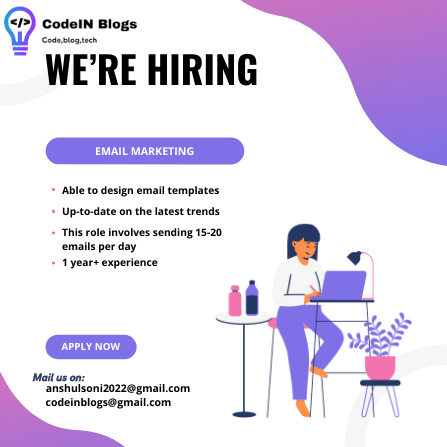 CodeIN Blogs
Code,blog,tech
WE'RE HIRING
EMAIL MARKETING
Able to design email templates
Up-to-date on the latest trends
This role involves sending 15-20
emails per day
1 year+ experience
APPLY NOW
Mail us on:
anshulsoni2022@gmail.com
codeinblogs@gmail.com